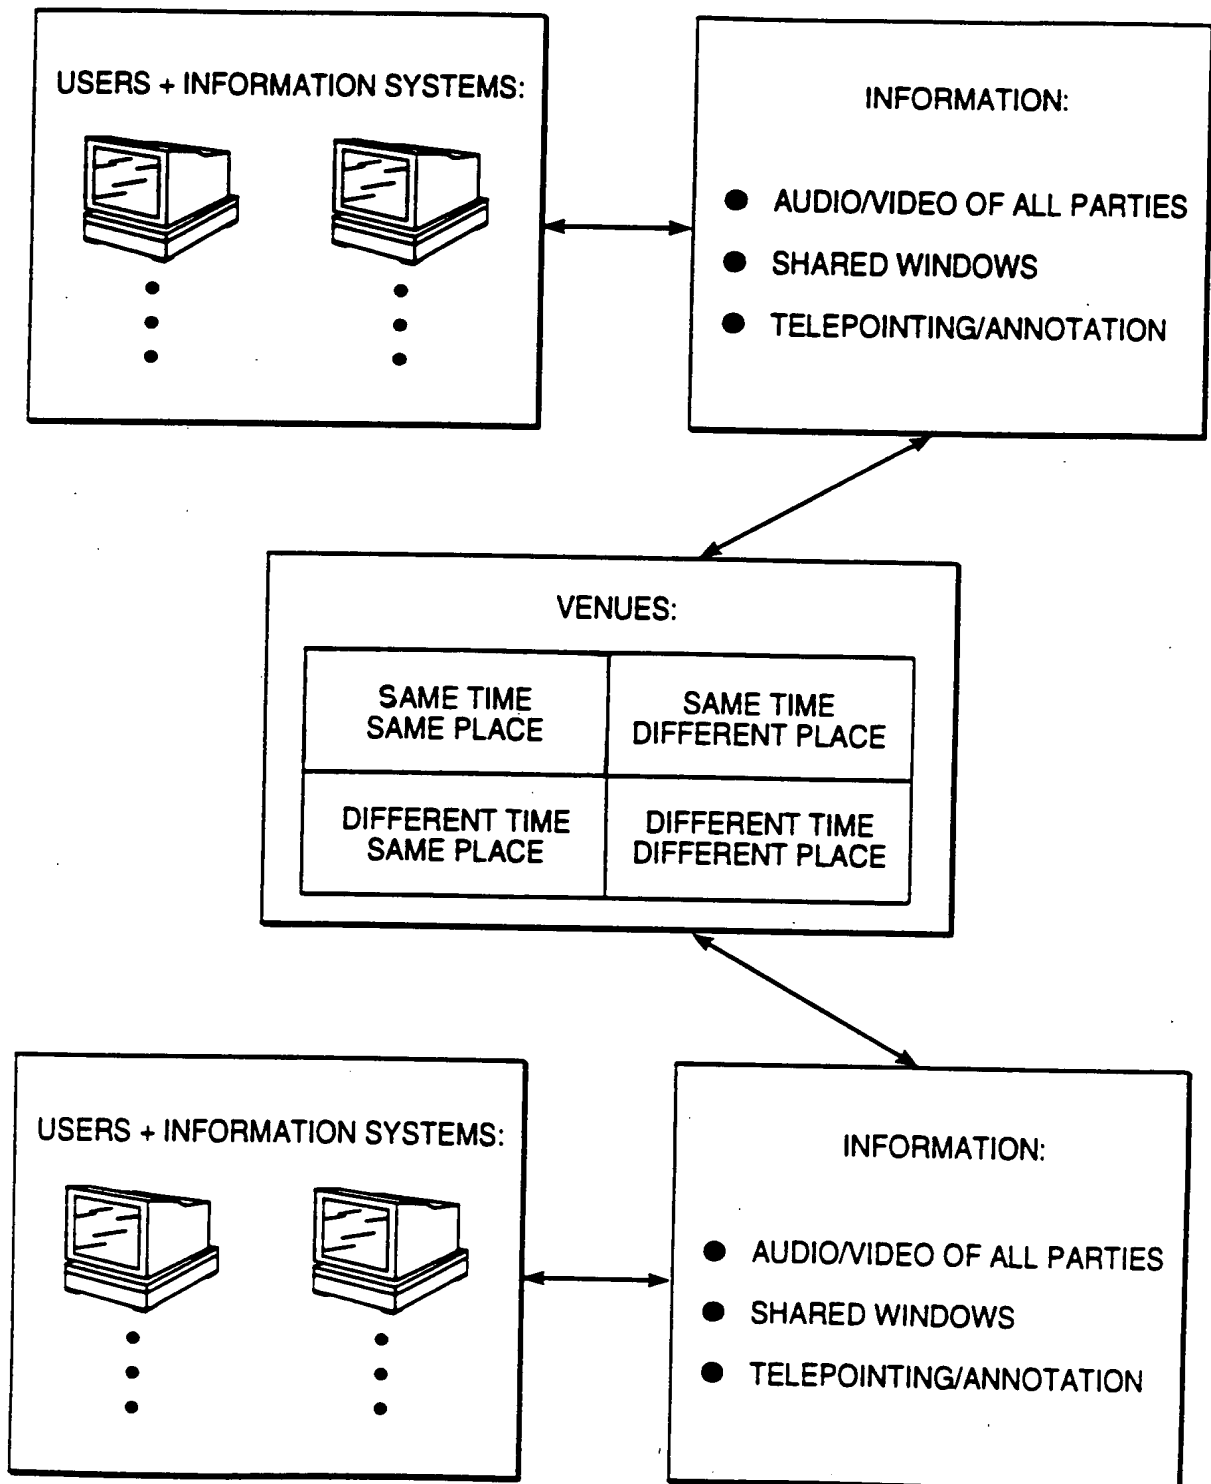 USERS + INFORMATION SYSTEMS:
INFORMATION:
● AUDIO/VIDEO OF ALL PARTIES
● SHARED WINDOWS
● TELEPOINTING/ANNOTATION
VENUES:
SAME TIME
SAME PLACE
SAME TIME
DIFFERENT PLACE
DIFFERENT TIME
SAME PLACE
DIFFERENT TIME
DIFFERENT PLACE
USERS + INFORMATION SYSTEMS:
INFORMATION:
● AUDIO/VIDEO OF ALL PARTIES
● SHARED WINDOWS
● TELEPOINTING/ANNOTATION